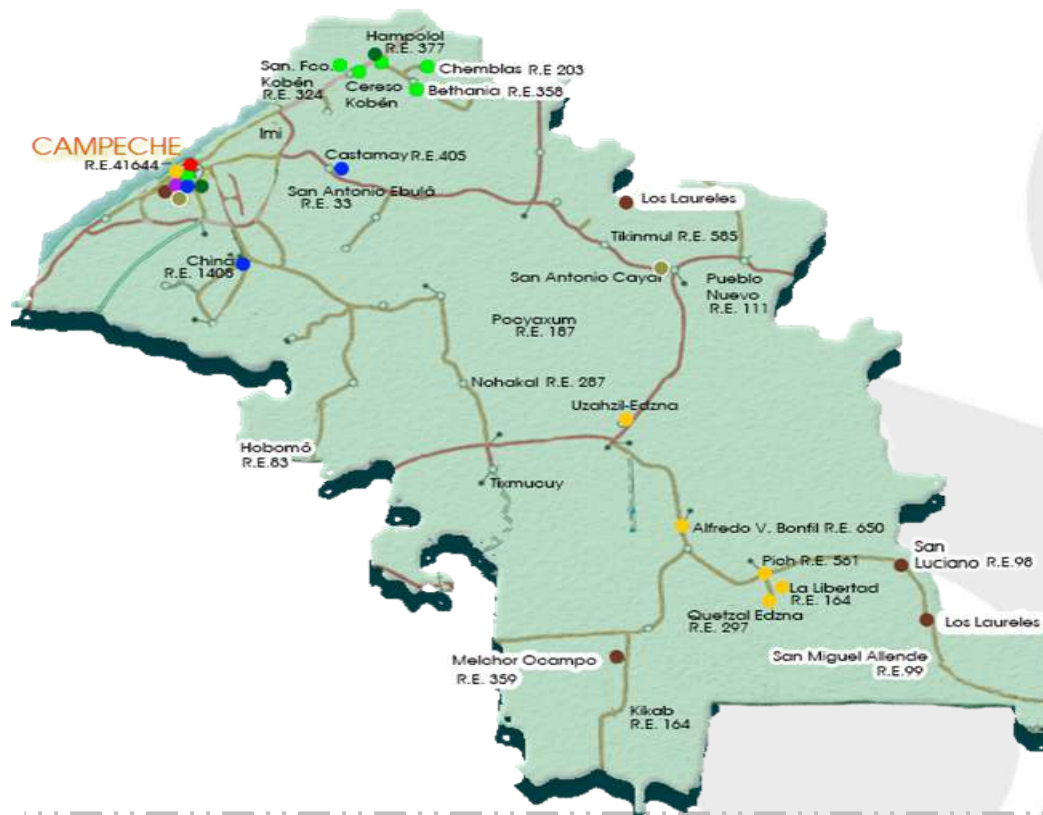 Hampolol
R.E. 377
San. Fco.
Kobén
R.E. 324
Cereso
Kobén
Chemblas R.E 203
Bethania R.E.358
Imi
CAMPECHE
R.E.41644
Castamay R.E.405
San Antonio Ebulá
R.E. 33
Los Laureles
Tikinmul R.E. 585
China
R.E. 1408
San Antonio Cayal
Pueblo
Nuevo
R.E. 111
Pocyaxum
R.E. 187
Nohakal R.E. 287
Uzahzil-Edzna
Hobomó
R.E.83
Tixmucuy
Alfredo V. Bonfil R.E. 650
San
Luciano R.E.98
Pich R.E. 561
La Libertad
R.E. 164
Quetzal Edzna
R.E. 297
Los Laureles
Melchor Ocampo
R.E. 359
San Miguel Allende
R.E.99
Kikab
R.E. 164